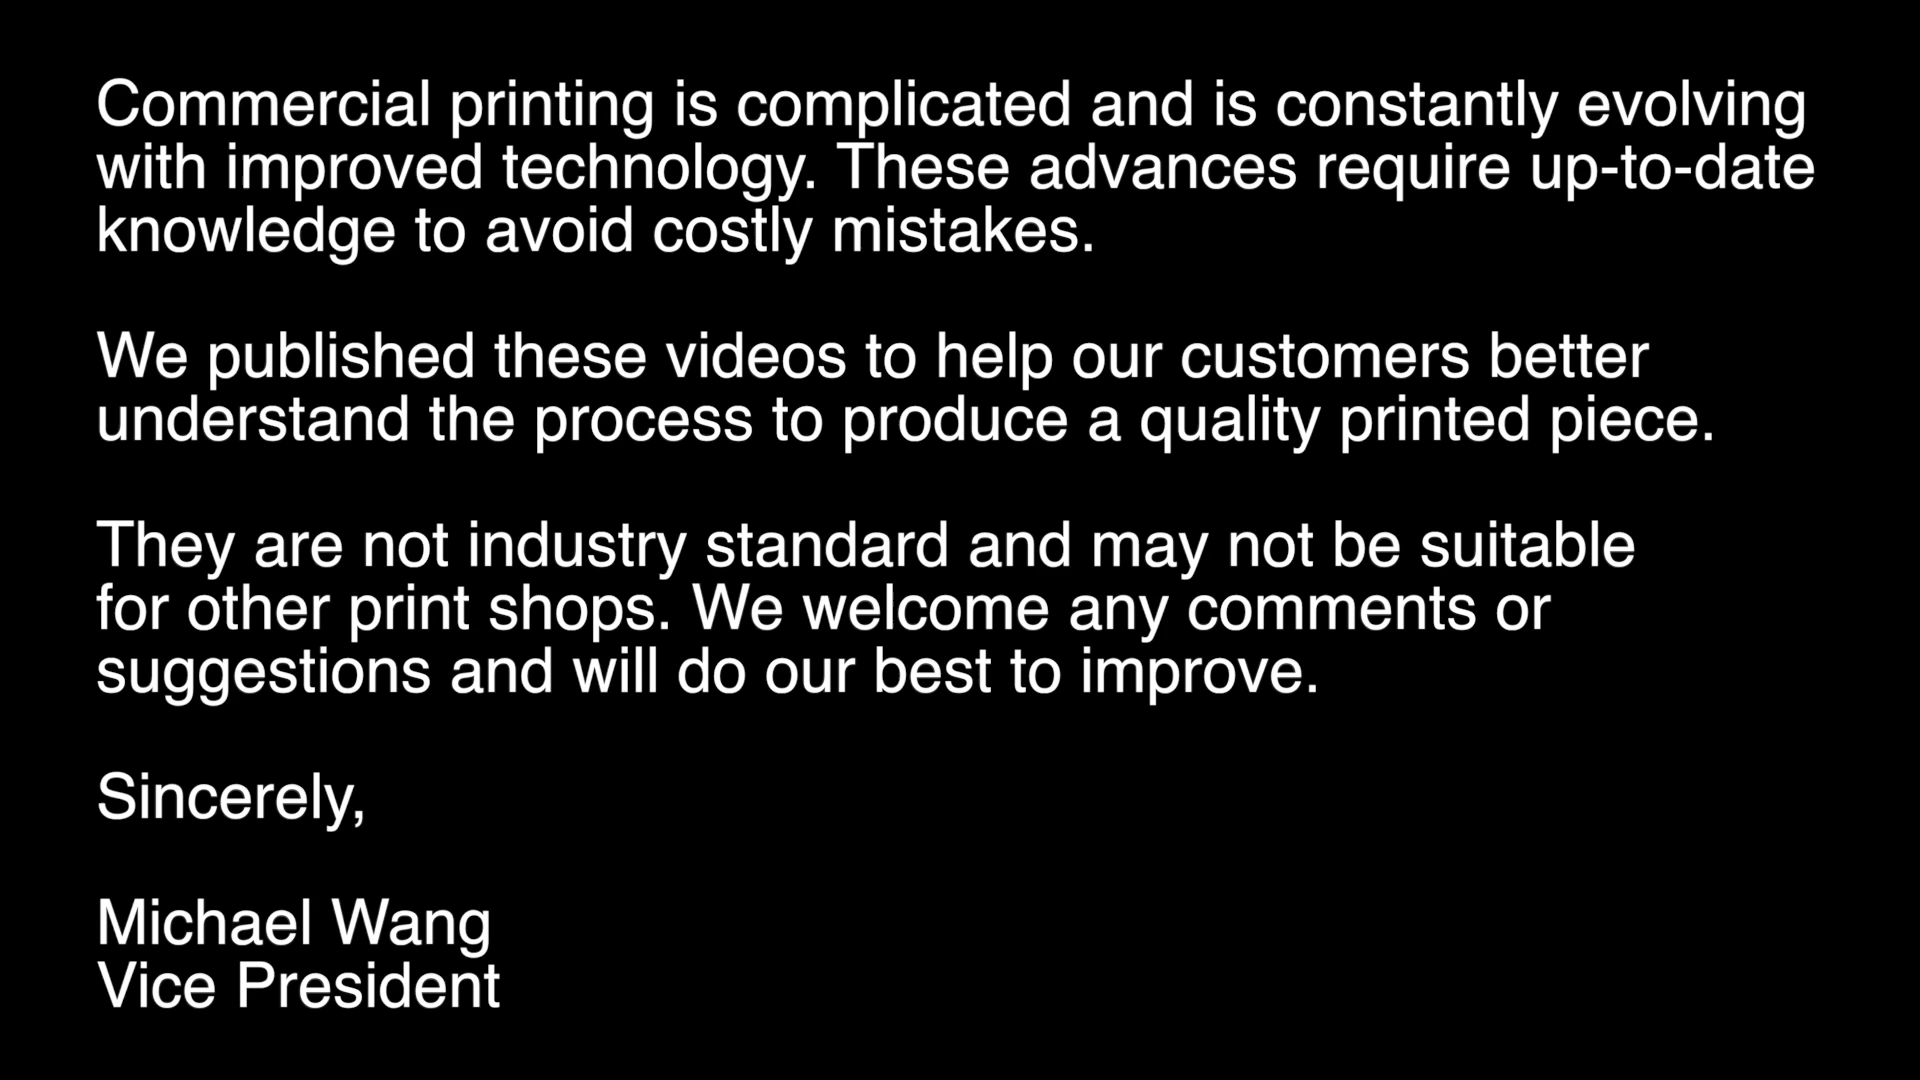 Commercial printing is complicated and is constantly evolving
with improved technology. These advances require up-to-date
knowledge to avoid costly mistakes.
We published these videos to help our customers better
understand the process to produce a quality printed piece.
They are not industry standard and may not be suitable
for other print shops. We welcome any comments or
suggestions and will do our best to improve.
Sincerely,
Michael Wang
Vice President